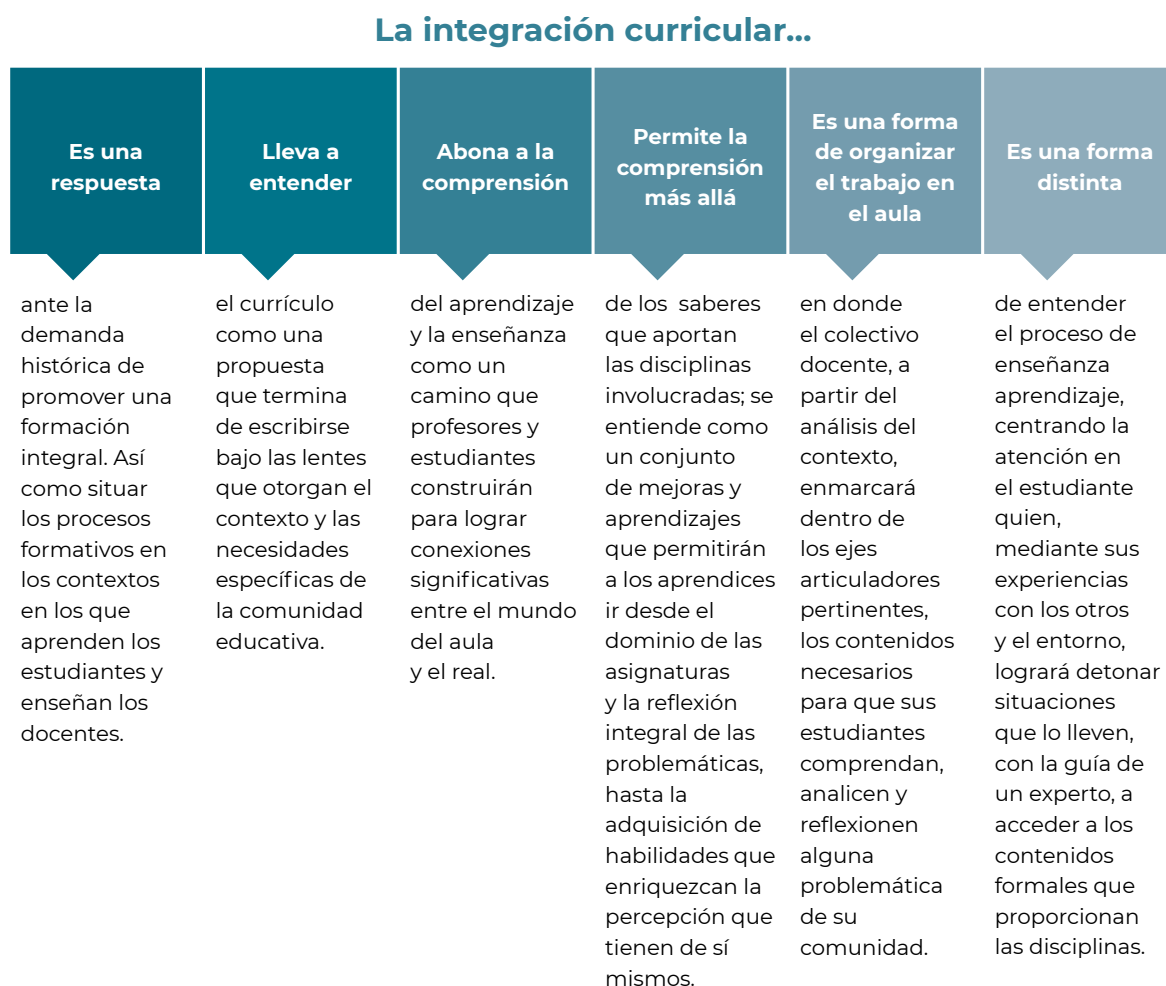 La integración curricular...
Es una
respuesta
ante la
demanda
histórica de
promover una
formación
integral. Así
como situar
los procesos
formativos en
los contextos
en los que
aprenden los
estudiantes y
enseñan los
docentes.
Lleva a
entender
el currículo
como una
propuesta
que termina
de escribirse
bajo las lentes
que otorgan el
contexto y las
necesidades
específicas de
la comunidad
educativa.
Abona a la
comprensión
del aprendizaje
y la enseñanza
como un
camino que
profesores y
estudiantes
construirán
para lograr
conexiones
significativas
entre el mundo
del aula
y el real.
Permite la
comprensión
más allá
de los saberes
que aportan
las disciplinas
involucradas; se
entiende como
un conjunto
de mejoras y
aprendizajes
que permitirán
a los aprendices
ir desde el
dominio de las
asignaturas
y la reflexión
integral de las
problemáticas,
hasta la
adquisición de
habilidades que
enriquezcan la
percepción que
tienen de sí
mismos.
Es una forma
de organizar
el trabajo en
el aula
en donde
el colectivo
docente, a
partir del
análisis del
contexto,
enmarcará
dentro de
los ejes
articuladores
pertinentes,
los contenidos
necesarios
para que sus
estudiantes
comprendan,
analicen y
reflexionen
alguna
problemática
de su
comunidad.
Es una forma
distinta
de entender
el proceso de
enseñanza
aprendizaje,
centrando la
atención en
el estudiante
quien,
mediante sus
experiencias
con los otros
y el entorno,
logrará detonar
situaciones
que lo lleven,
con la guía de
un experto, a
acceder a los
contenidos
formales que
proporcionan
las disciplinas.